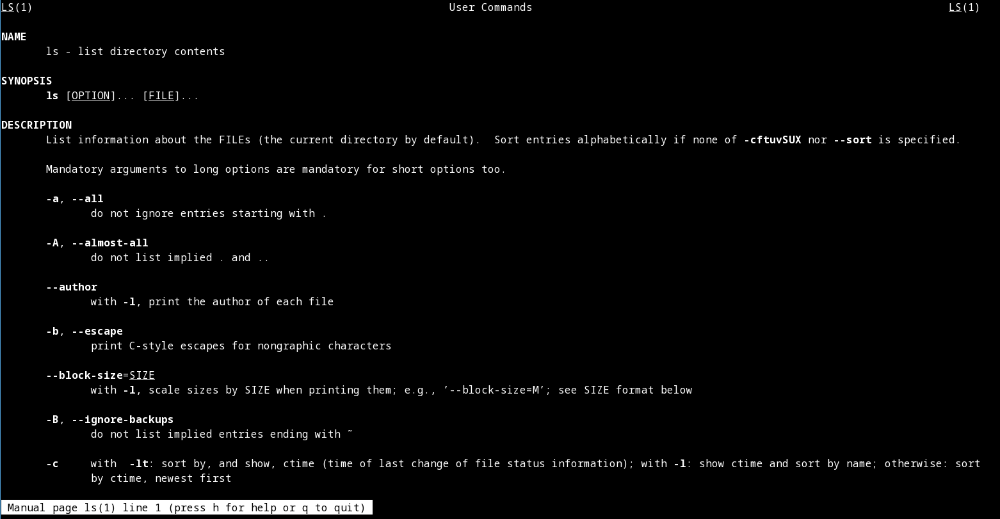 LS(1) User Commands LS(1)
NAME
ls - list directory contents
SYNOPSIS
ls [OPTION]... [FILE]...
DESCRIPTION
List information about the FILEs (the current directory by default).  Sort entries alphabetically if none of -cftuvSUX nor --sort is specified.
Mandatory arguments to long options are mandatory for short options too.
-a, --all
do not ignore entries starting with .
-A, --almost-all
do not list implied . and ..
--author
with -l, print the author of each file
-b, --escape
print C-style escapes for nongraphic characters
--block-size=SIZE
with -l, scale sizes by SIZE when printing them; e.g., ’--block-size=M’; see SIZE format below
-B, --ignore-backups
do not list implied entries ending with ~
-c with  -lt: sort by, and show, ctime (time of last change of file status information); with -l: show ctime and sort by name; otherwise: sort
by ctime, newest first
Manual page ls(1) line 1 (press h for help or q to quit)